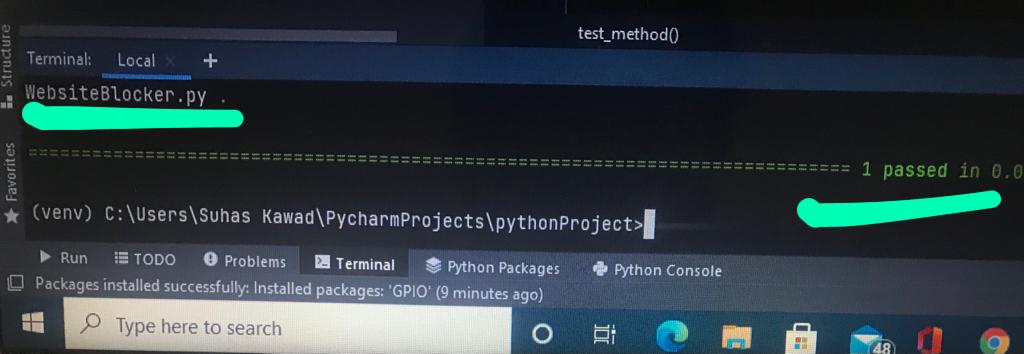 test_method()
Structure
Terminal: Local × +
WebsiteBlocker.py .
============================================================================== 1 passed in 0.0
Favorites
(venv) C:\Users\Suhas Kawad\PycharmProjects\pythonProject>
Run TODO Problems Terminal Python Packages Python Console
Packages installed successfully: Installed packages: 'GPIO' (9 minutes ago)
Type here to search
48